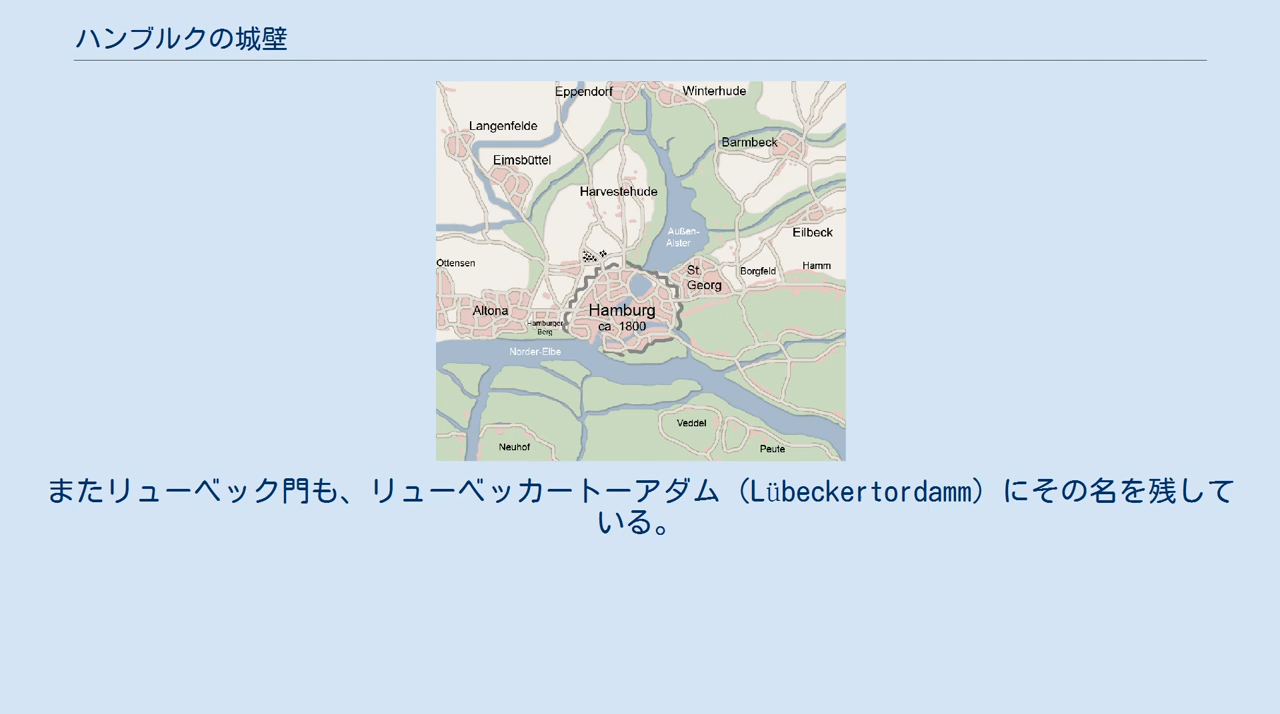 ハンブルクの城壁
Eppendorf
Winterhude
Langenfelde
Barmbeck
Eimsbüttel
Harvestehude
Außen-
Alster
Eilbeck
Ottensen
St.
Georg
Borgfeld
Hamm
Altona
Hamburg
ca. 1800
Hamburger
Berg
Norder-Elbe
Veddel
Neuhof
Peute
またリューベック門も、リューベッカートーアダム（Lübeckertordamm）にその名を残して
いる。